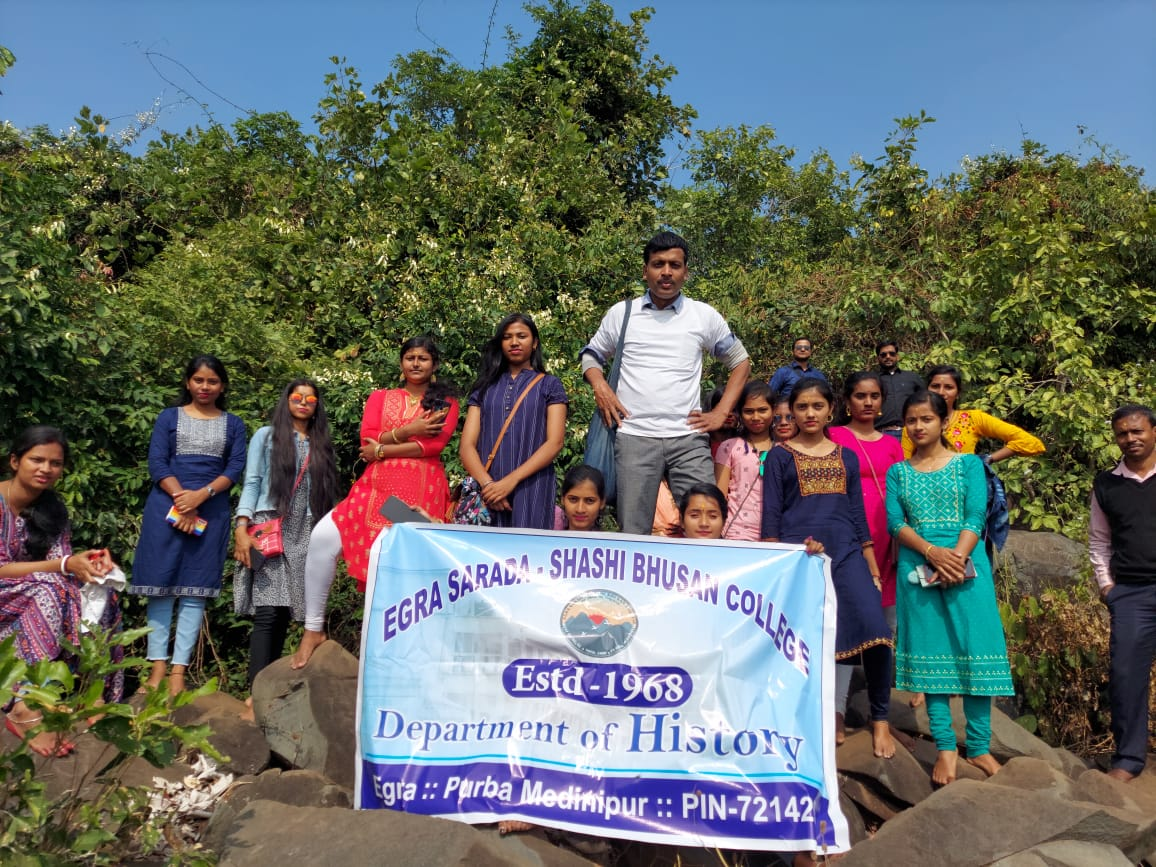 EGRA SARADA - SHASHI BHUSAN COLLEGE
Estd -1968
Department of History
Egra :: Purba Medinipur :: PIN-72142